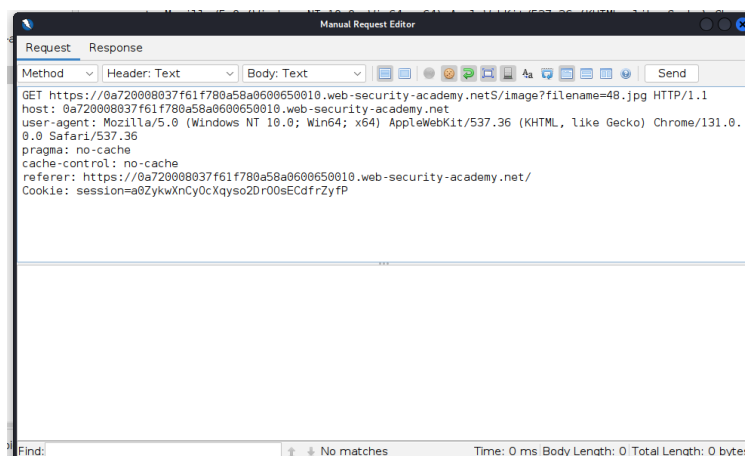 Manual Request Editor
Request Response
Method Header: Text Body: Text Send
GET https://0a720008037f61f780a58a0600650010.web-security-academy.netS/image?filename=48.jpg HTTP/1.1
host: 0a720008037f61f780a58a0600650010.web-security-academy.net
user-agent: Mozilla/5.0 (Windows NT 10.0; Win64; x64) AppleWebKit/537.36 (KHTML, like Gecko) Chrome/131.0.
0.0 Safari/537.36
pragma: no-cache
cache-control: no-cache
referer: https://0a720008037f61f780a58a0600650010.web-security-academy.net/
Cookie: session=a0ZykwXnCyOcXqyso2DrOOsECdfrZyfP
Find: No matches Time: 0 ms Body Length: 0 Total Length: 0 bytes